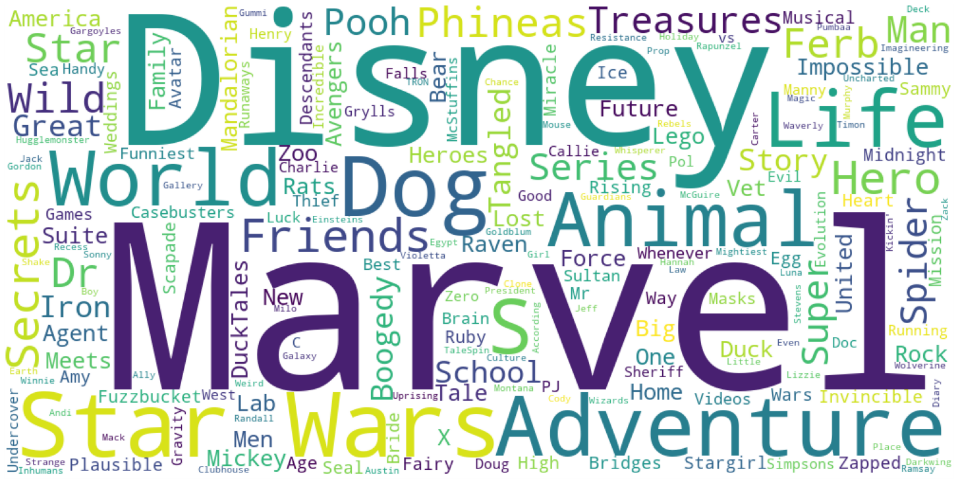 America
Gummi
Gargoyles
Henry
Disney
Pooh
Phineas
Treasures
Musical
Deck
Pumbaa
Man
Star
Weddings
Family
Avatar
Mandalorian
Runaways
Descendants
Incredible
Falls
Avengers
Bear
Resistance
Prop
Holiday
Rapunzel
vs
Ferb
Imagineering
Sea
Handy
Grylls
McStuffins
Chance
Miracle
Ice
Impossible
Uncharted
Wild
TRON
Future
Manny
Sammy
Great
Mouse
Magic
Murphy
Life
Hugglemonster
Zoo
Heroes
Tangled
Rebels
Lego
Carter
Waverly
Timon
Jack
Funniest
Callie
Whisperer
Pol
Story
Midnight
Gordon
World
Charlie
Dog
Series
Evil
Gallery
Rats
Good
Guardians
McGuire
Vet
Hero
Secrets
Thief
Rising
Heart
Games
Casebusters
Lost
Animal
Zack
Suite
Luck
Einsteins
Goldblum
Kickin'
Recess
Sonny
Friends
Raven
Egypt
Girl
Evolution
United
Spider
Mission
Dr
Scapade
Violetta
Force
Whenever
Shake
Best
Mightiest
Hannah
Law
Egg
Luna
Super
Boy
Sultan
Iron
DuckTales
New
Boogedy
Zero
President
Clone
Mr
Jeff
Way
Masks
Stevens
Agent
Milo
Marvel
s
According
Big
Running
Brain
TaleSpin
Culture
Duck
Even
Doc
C
Ruby
Little
Rock
Earth
Meets
Galaxy
School
One
Sheriff
Wolverine
Winnie
Amy
Ally
Weird
Montana
Lizzie
Fuzzbucket
West
Uprising
Tale
PJ
Home
Videos
Wars
Invincible
Diary
Undercover
Andi
Star Wars
Lab
Cody
Wizards
Adventure
Randall
Gravity
Men
Bride
X
Mack
Place
Strange
Plausible
Mickey
Age
Fairy
High
Bridges
Stargirl
Simpsons
Zapped
Darkwing
Inhumans
Clubhouse
Seal
Austin
Doug
Ramsay